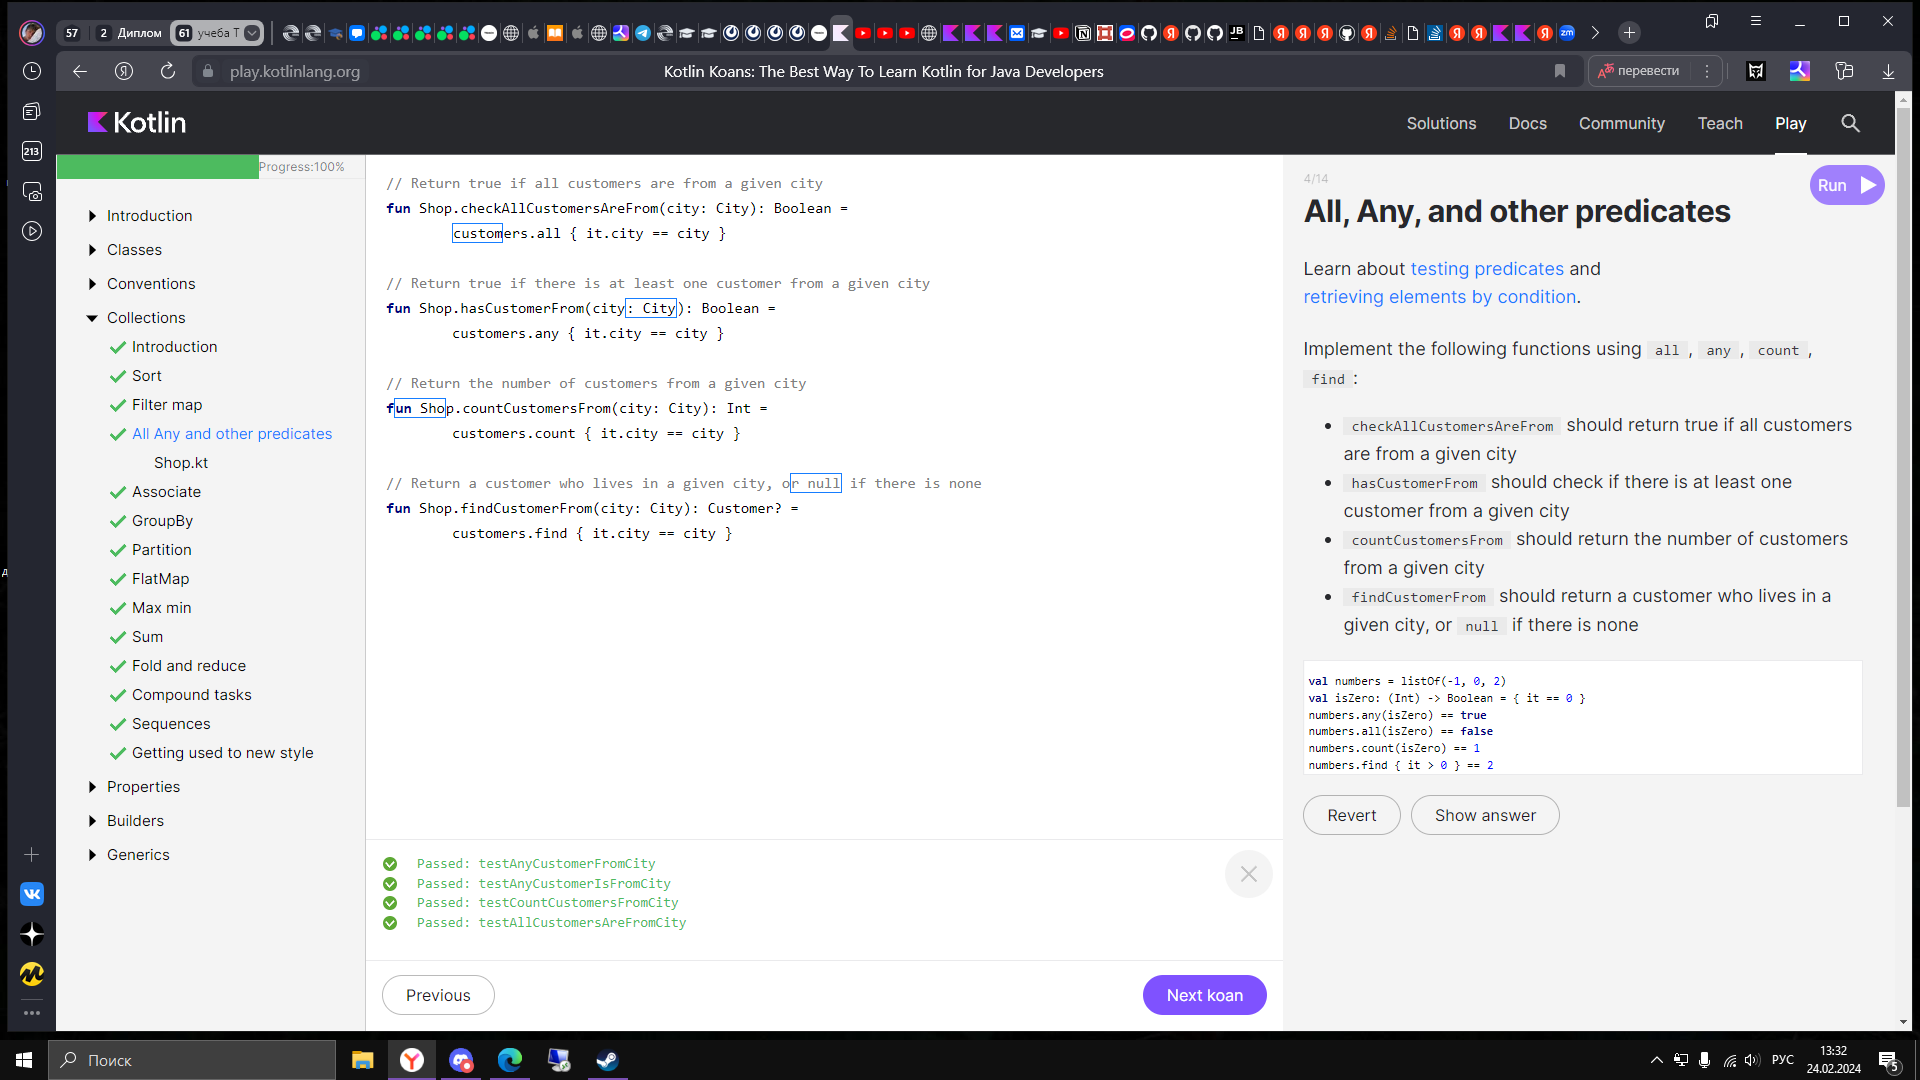 57
2 Диплом
61 учеба Т
play.kotlinlang.org
Kotlin Koans: The Best Way To Learn Kotlin for Java Developers
перевести
213
Kotlin
Solutions
Docs
Community
Teach
Play
Progress:100%
Introduction
Classes
Conventions
Collections
Introduction
Sort
Filter map
All Any and other predicates
Shop.kt
Associate
GroupBy
Partition
FlatMap
Max min
Sum
Fold and reduce
Compound tasks
Sequences
Getting used to new style
Properties
Builders
Generics
// Return true if all customers are from a given city
fun Shop.checkAllCustomersAreFrom(city: City): Boolean =
customers.all { it.city == city }
// Return true if there is at least one customer from a given city
fun Shop.hasCustomerFrom(city: City): Boolean =
customers.any { it.city == city }
// Return the number of customers from a given city
fun Shop.countCustomersFrom(city: City): Int =
customers.count { it.city == city }
// Return a customer who lives in a given city, or null if there is none
fun Shop.findCustomerFrom(city: City): Customer? =
customers.find { it.city == city }
Passed: testAnyCustomerFromCity
Passed: testAnyCustomerIsFromCity
Passed: testCountCustomersFromCity
Passed: testAllCustomersAreFromCity
Previous
Next koan
4/14
Run
All, Any, and other predicates
Learn about testing predicates and
retrieving elements by condition.
Implement the following functions using all , any , count ,
find :
• checkAllCustomersAreFrom should return true if all customers
are from a given city
• hasCustomerFrom should check if there is at least one
customer from a given city
• countCustomersFrom should return the number of customers
from a given city
• findCustomerFrom should return a customer who lives in a
given city, or null if there is none
val numbers = listOf(-1, 0, 2)
val isZero: (Int) -> Boolean = { it == 0 }
numbers.any(isZero) == true
numbers.all(isZero) == false
numbers.count(isZero) == 1
numbers.find { it > 0 } == 2
Revert
Show answer
Поиск
РУС
13:32
24.02.2024
5